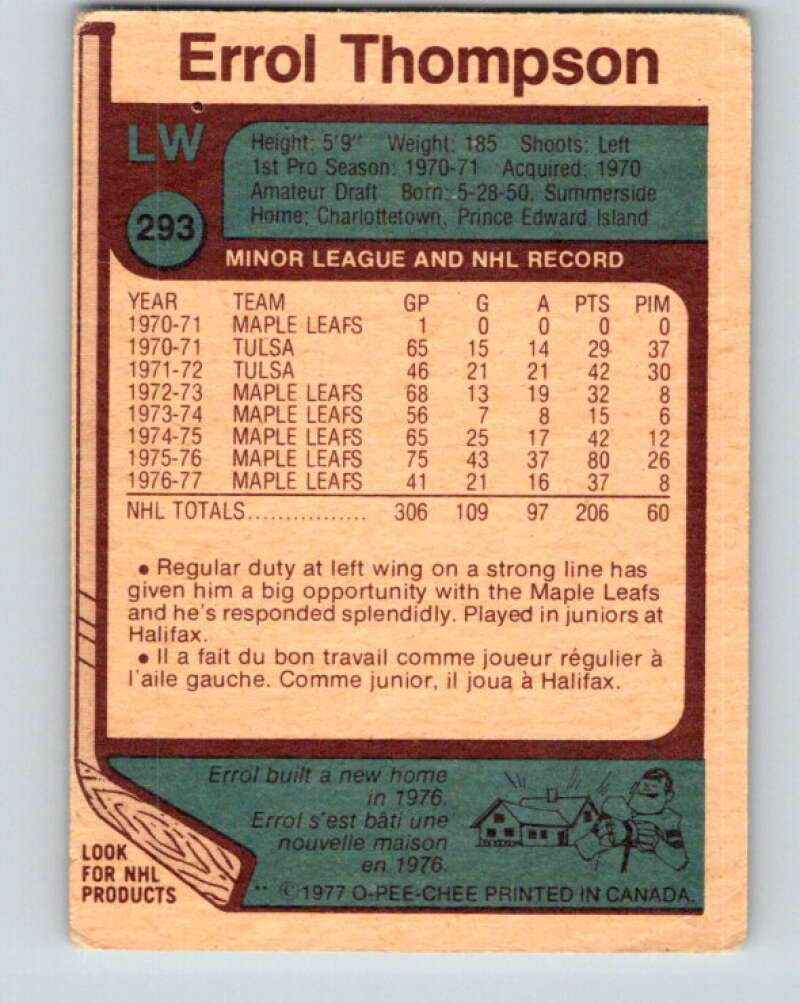 Errol Thompson
LW
Height: 5'9" Weight: 185 Shoots: Left
1st Pro Season: 1970-71 Acquired: 1970
Amateur Draft Born: 5-28-50, Summerside
Home: Charlottetown, Prince Edward Island
293
MINOR LEAGUE AND NHL RECORD
YEAR TEAM GP G A PTS PIM
1970-71 MAPLE LEAFS 1 0 0 0 0
1970-71 TULSA 65 15 14 29 37
1971-72 TULSA 46 21 21 42 30
1972-73 MAPLE LEAFS 68 13 19 32 8
1973-74 MAPLE LEAFS 56 7 8 15 6
1974-75 MAPLE LEAFS 65 25 17 42 12
1975-76 MAPLE LEAFS 75 43 37 80 26
1976-77 MAPLE LEAFS 41 21 16 37 8
NHL TOTALS................ 306 109 97 206 60
• Regular duty at left wing on a strong line has
given him a big opportunity with the Maple Leafs
and he's responded splendidly. Played in juniors at
Halifax.
• Il a fait du bon travail comme joueur régulier à
l'aile gauche. Comme junior, il joua à Halifax.
Errol built a new home
in 1976.
Errol s'est bâti une
nouvelle maison
en 1976.
LOOK
FOR NHL
PRODUCTS
** © 1977 O-PEE-CHEE PRINTED IN CANADA.